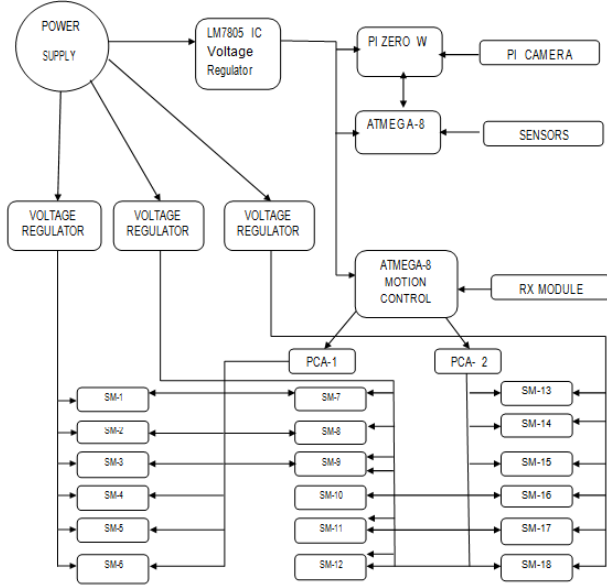 POWER
SUPPLY
LM7805 IC
Voltage
Regulator
PI ZERO W
PI CAMERA
ATMEGA-8
SENSORS
VOLTAGE
REGULATOR
VOLTAGE
REGULATOR
VOLTAGE
REGULATOR
ATMEGA-8
MOTION
CONTROL
RX MODULE
PCA-1
PCA- 2
SM-1
SM-7
SM-13
SM-2
SM-8
SM-14
SM-3
SM-9
SM-15
SM-4
SM-10
SM-16
SM-5
SM-11
SM-17
SM-6
SM-12
SM-18